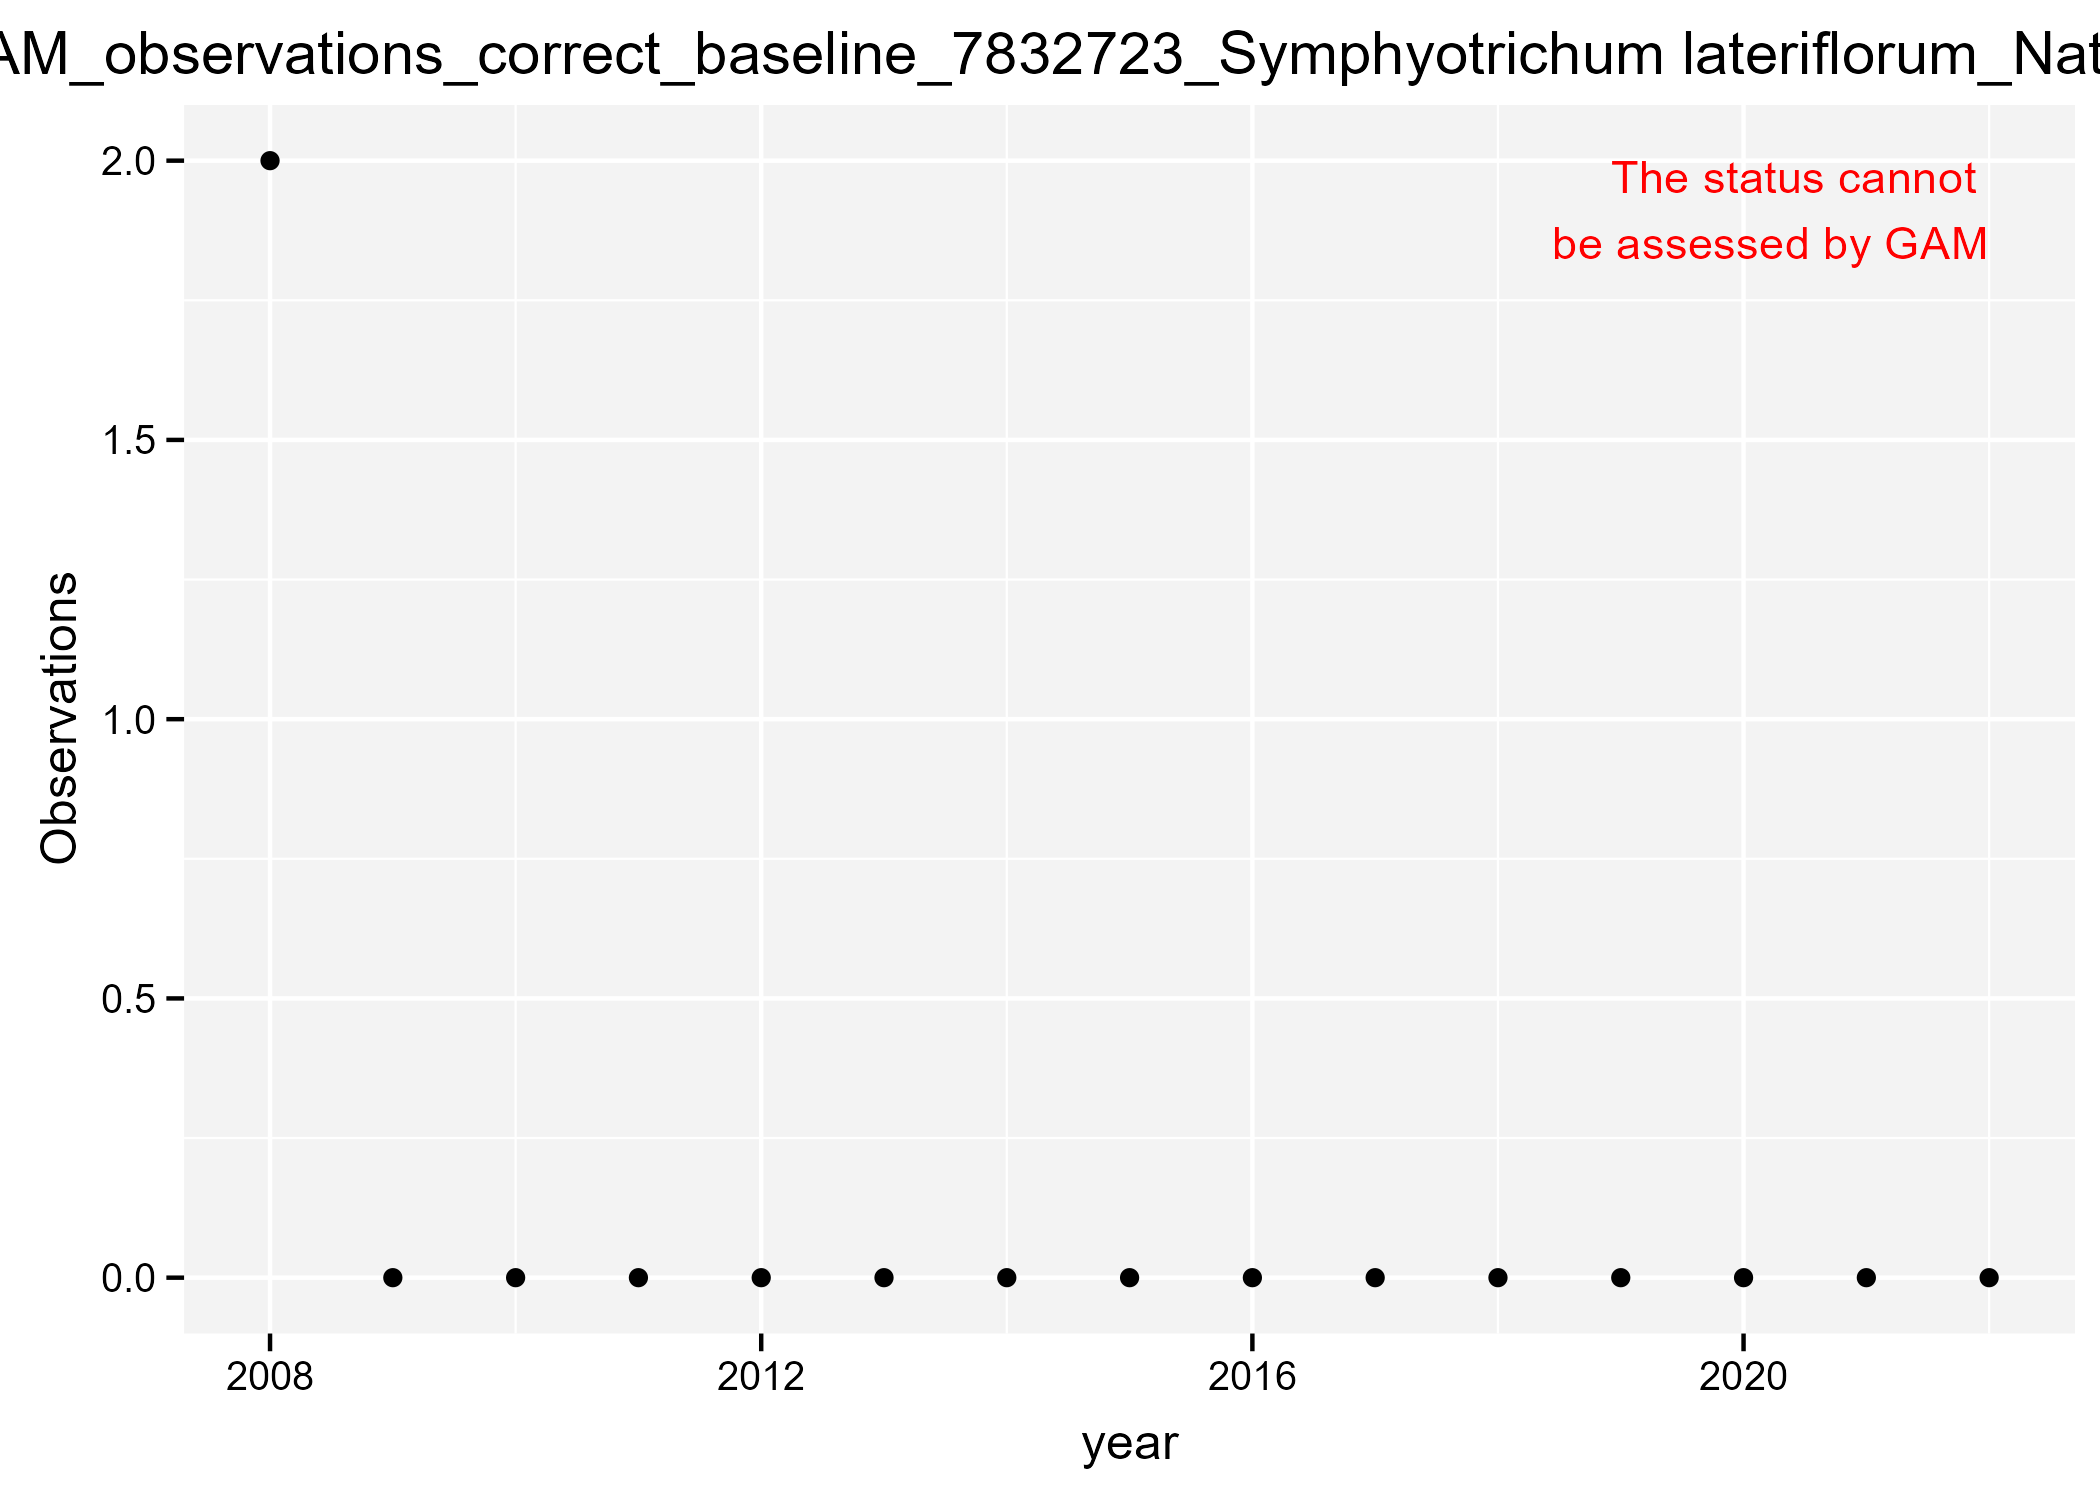 AM_observations_correct_baseline_7832723_Symphyotrichum lateriflorum_Nat
2.0
The status cannot
be assessed by GAM
1.5
1.0
0.5
0.0
Observations
2008 2012 2016 2020
year